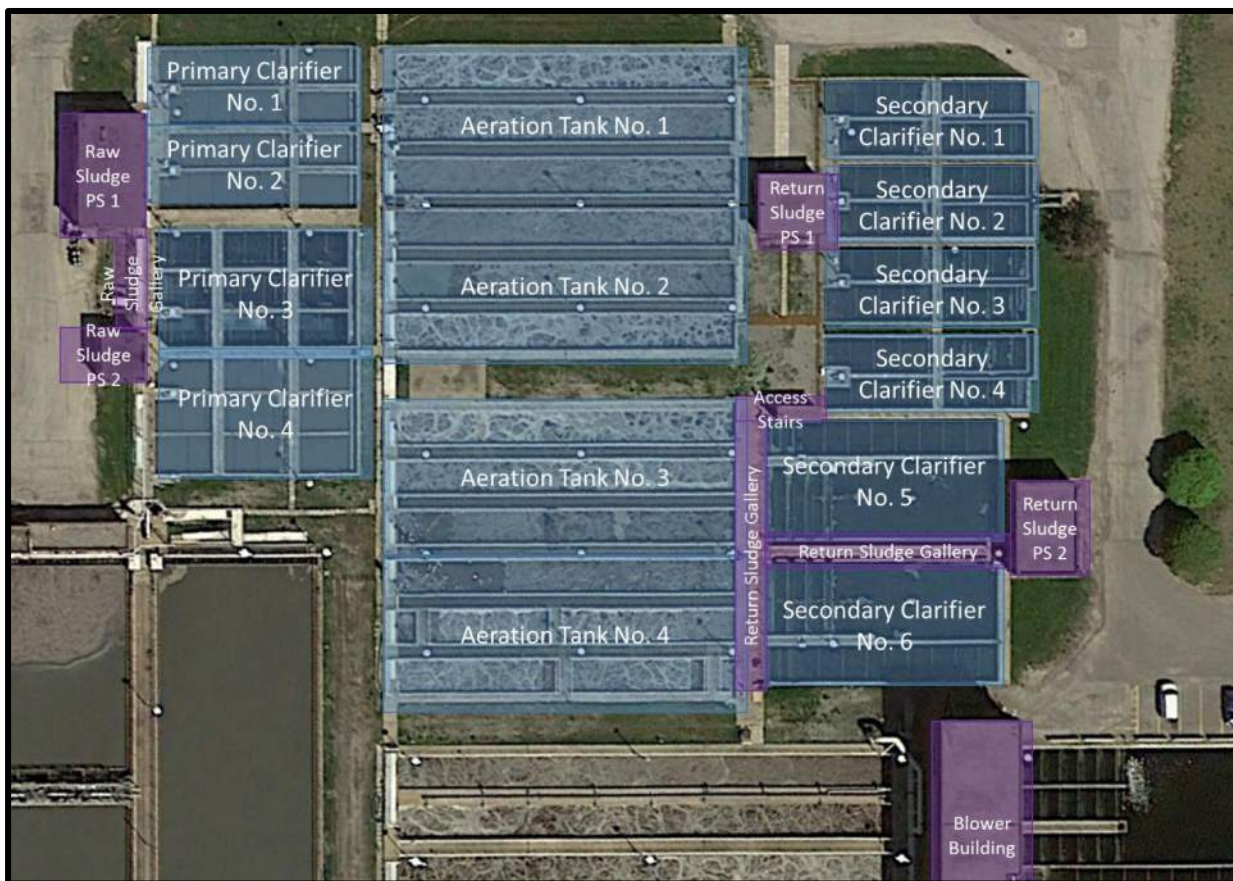 Primary Clarifier
No. 1
Primary Clarifier
No. 2
Raw
Sludge
PS 1
Raw
Sludge
Gallery
Raw
Sludge
PS 2
Primary Clarifier
No. 3
Primary Clarifier
No. 4
Aeration Tank No. 1
Aeration Tank No. 2
Aeration Tank No. 3
Aeration Tank No. 4
Return
Sludge
PS 1
Secondary
Clarifier No. 1
Secondary
Clarifier No. 2
Secondary
Clarifier No. 3
Secondary
Clarifier No. 4
Access
Stairs
Return Sludge Gallery
Secondary Clarifier
No. 5
Return Sludge Gallery
Return
Sludge
PS 2
Secondary Clarifier
No. 6
Blower
Building